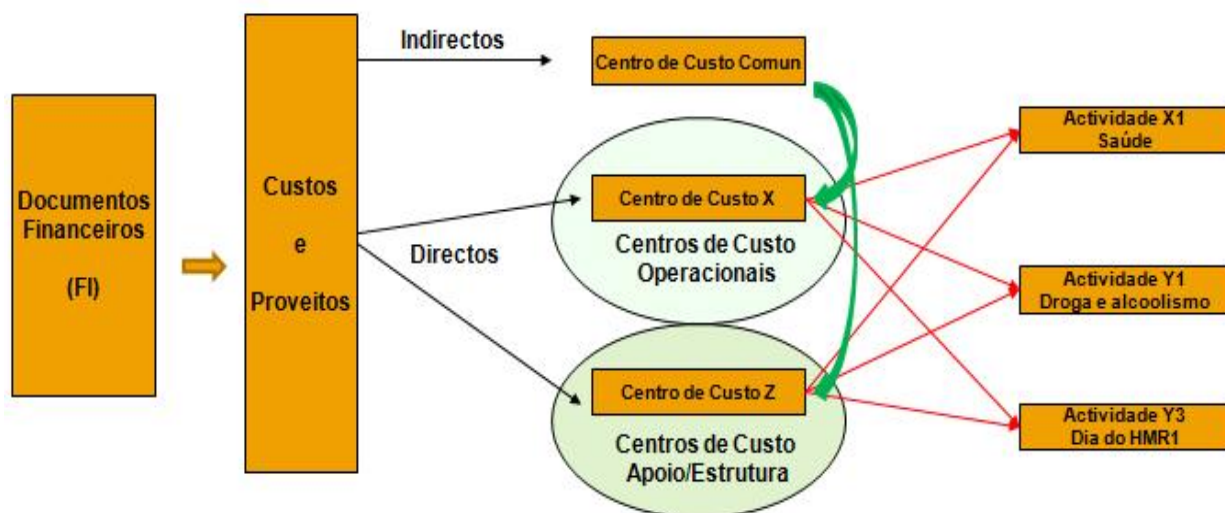 Documentos
Financeiros
(FI)
Custos
e
Proveitos
Indirectos
Directos
Centro de Custo Comun
Centro de Custo X
Centros de Custo
Operacionais
Centro de Custo Z
Centros de Custo
Apoio/Estrutura
Actividade X1
Saúde
Actividade Y1
Droga e alcoolismo
Actividade Y3
Dia do HMR1